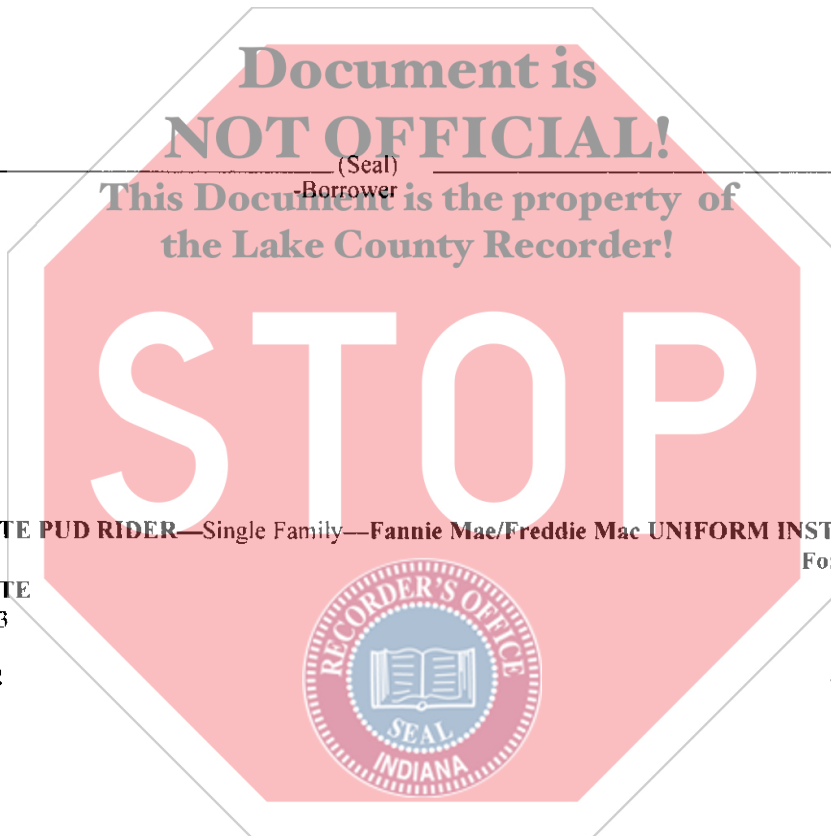 Document is
NOT OFFICIAL!
(Seal)
-Borrower
This Document is the property of
the Lake County Recorder!
STOP
TE PUD RIDER—Single Family—Fannie Mae/Freddie Mac UNIFORM INST
Fo
TE
3
RECORDER'S OFFICE
SEAL
INDIANA